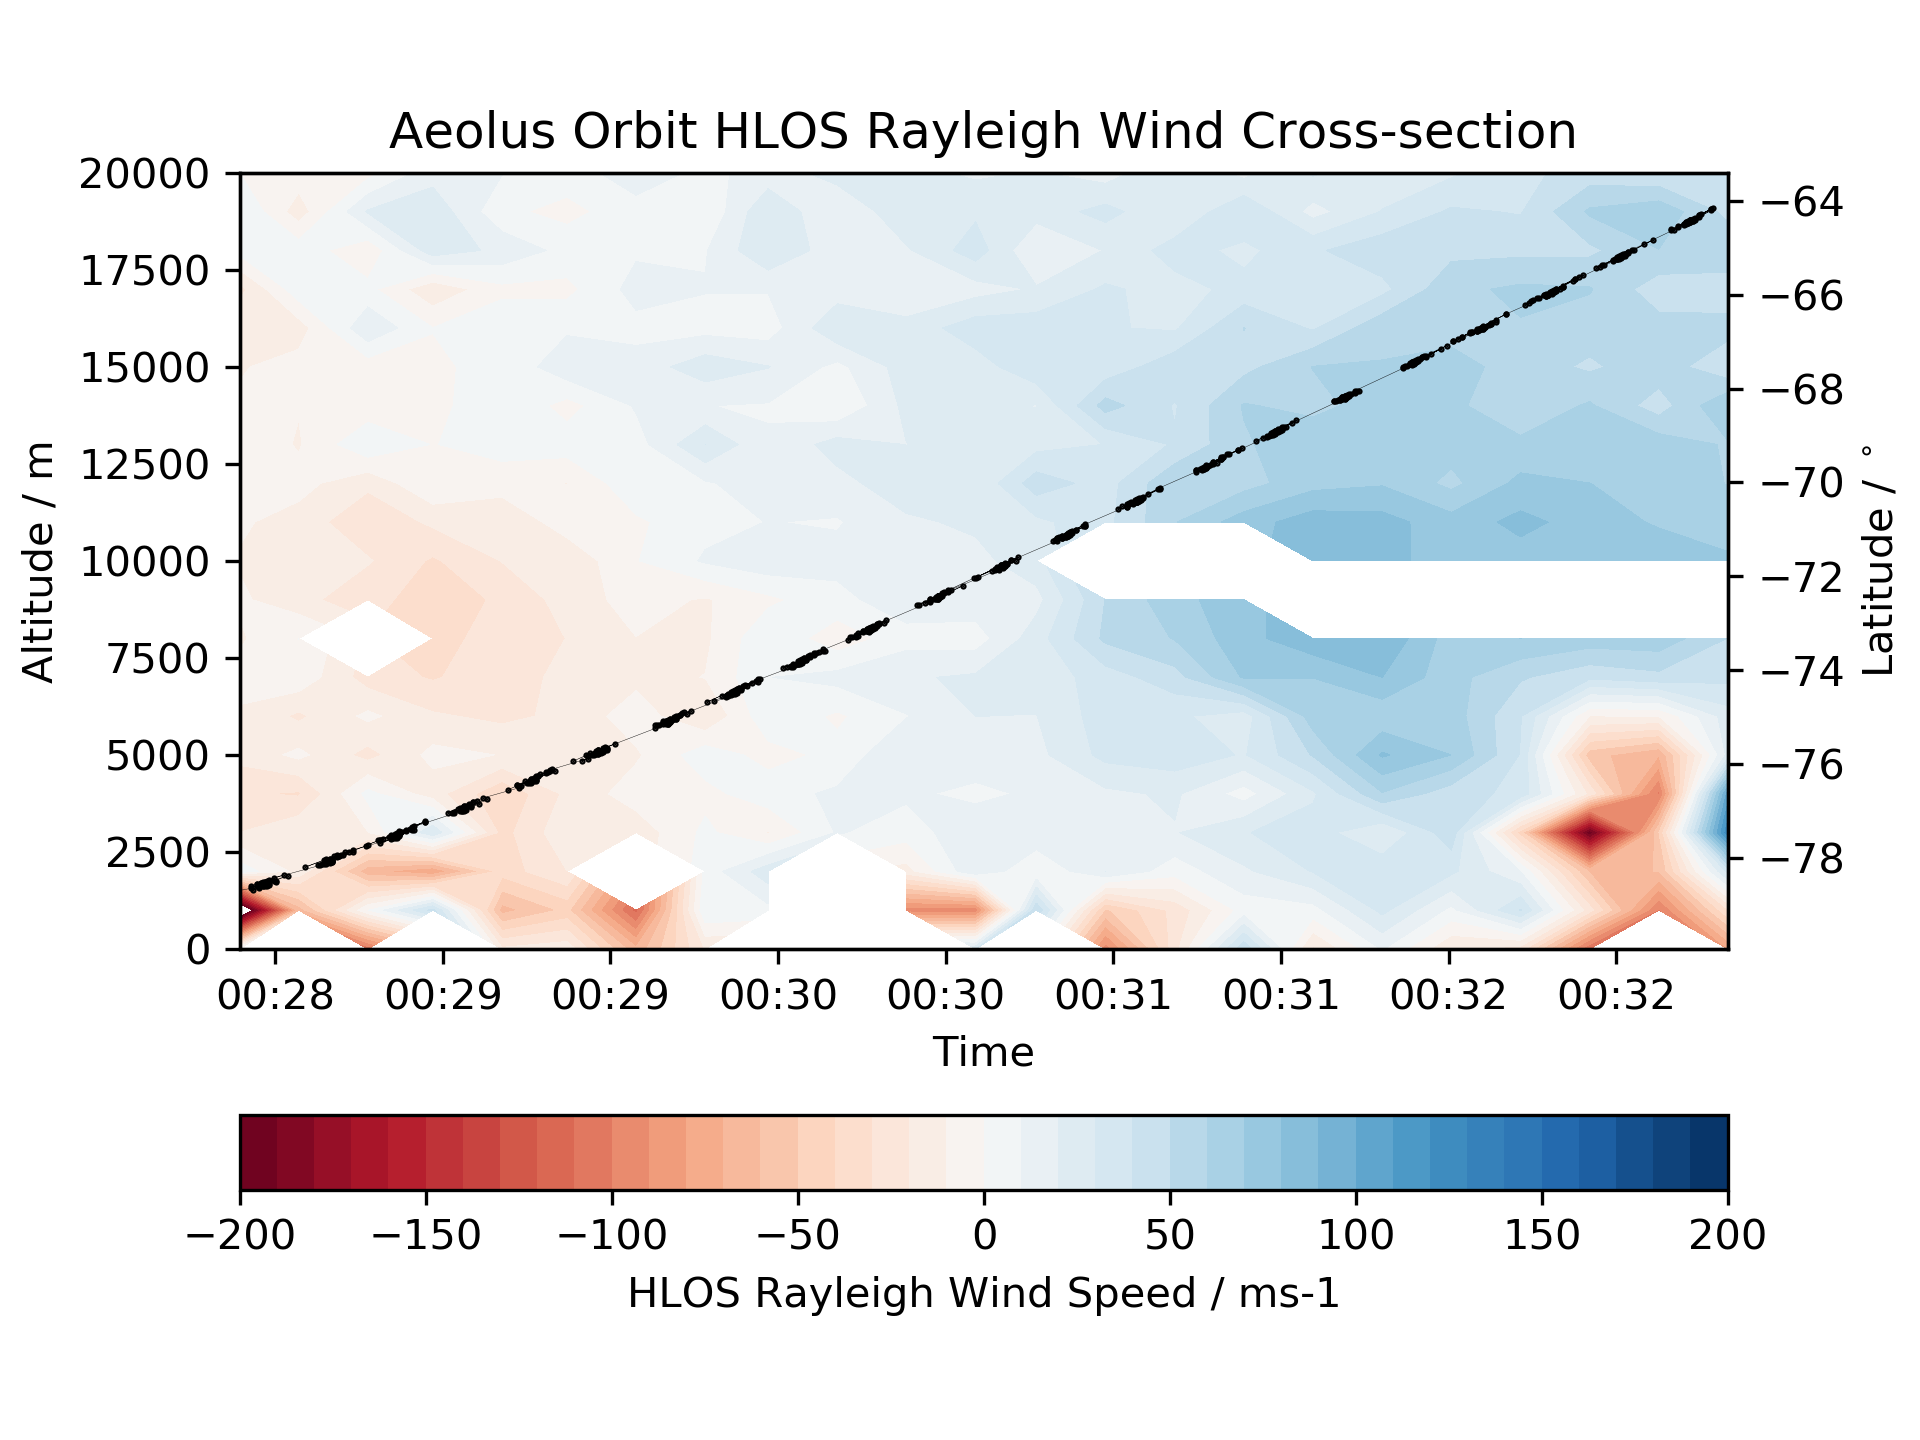 Aeolus Orbit HLOS Rayleigh Wind Cross-section
20000
17500
15000
12500
10000
7500
5000
2500
0
Altitude / m
−64
−66
−68
−70
−72
−74
−76
−78
Latitude / °
00:28 00:29 00:29 00:30 00:30 00:31 00:31 00:32 00:32
Time
−200 −150 −100 −50 0 50 100 150 200
HLOS Rayleigh Wind Speed / ms-1